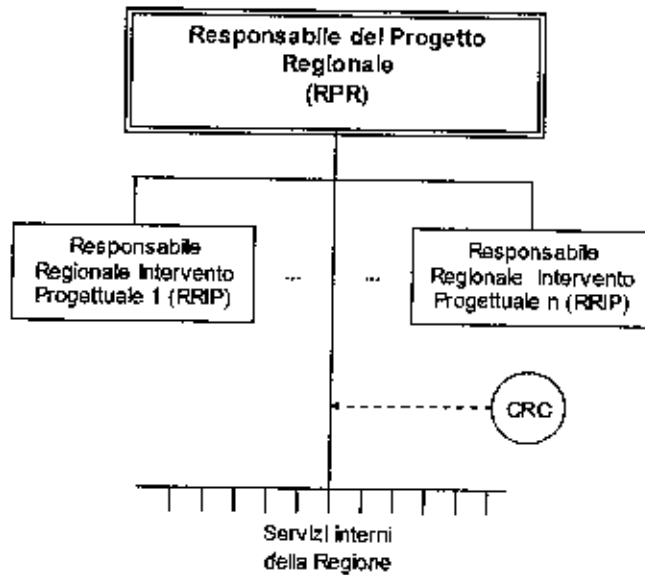 Responsabile del Progetto
Regionale
(RPR)
Responsabile
Regionale Intervento
Progettuale 1 (RRIP)
...
...
Responsabile
Regionale Intervento
Progettuale n (RRIP)
CRC
Servizi interni
della Regione